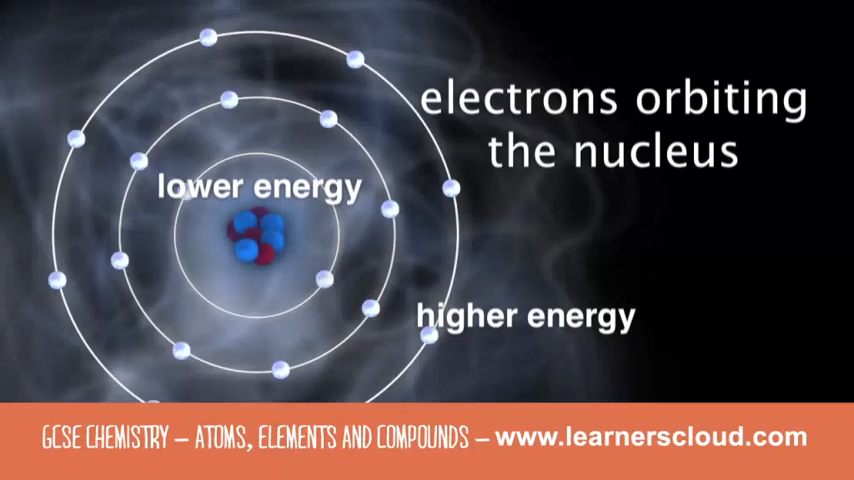 electrons orbiting
the nucleus
lower energy
higher energy
GCSE CHEMISTRY – ATOMS, ELEMENTS AND COMPOUNDS – www.learnerscloud.com